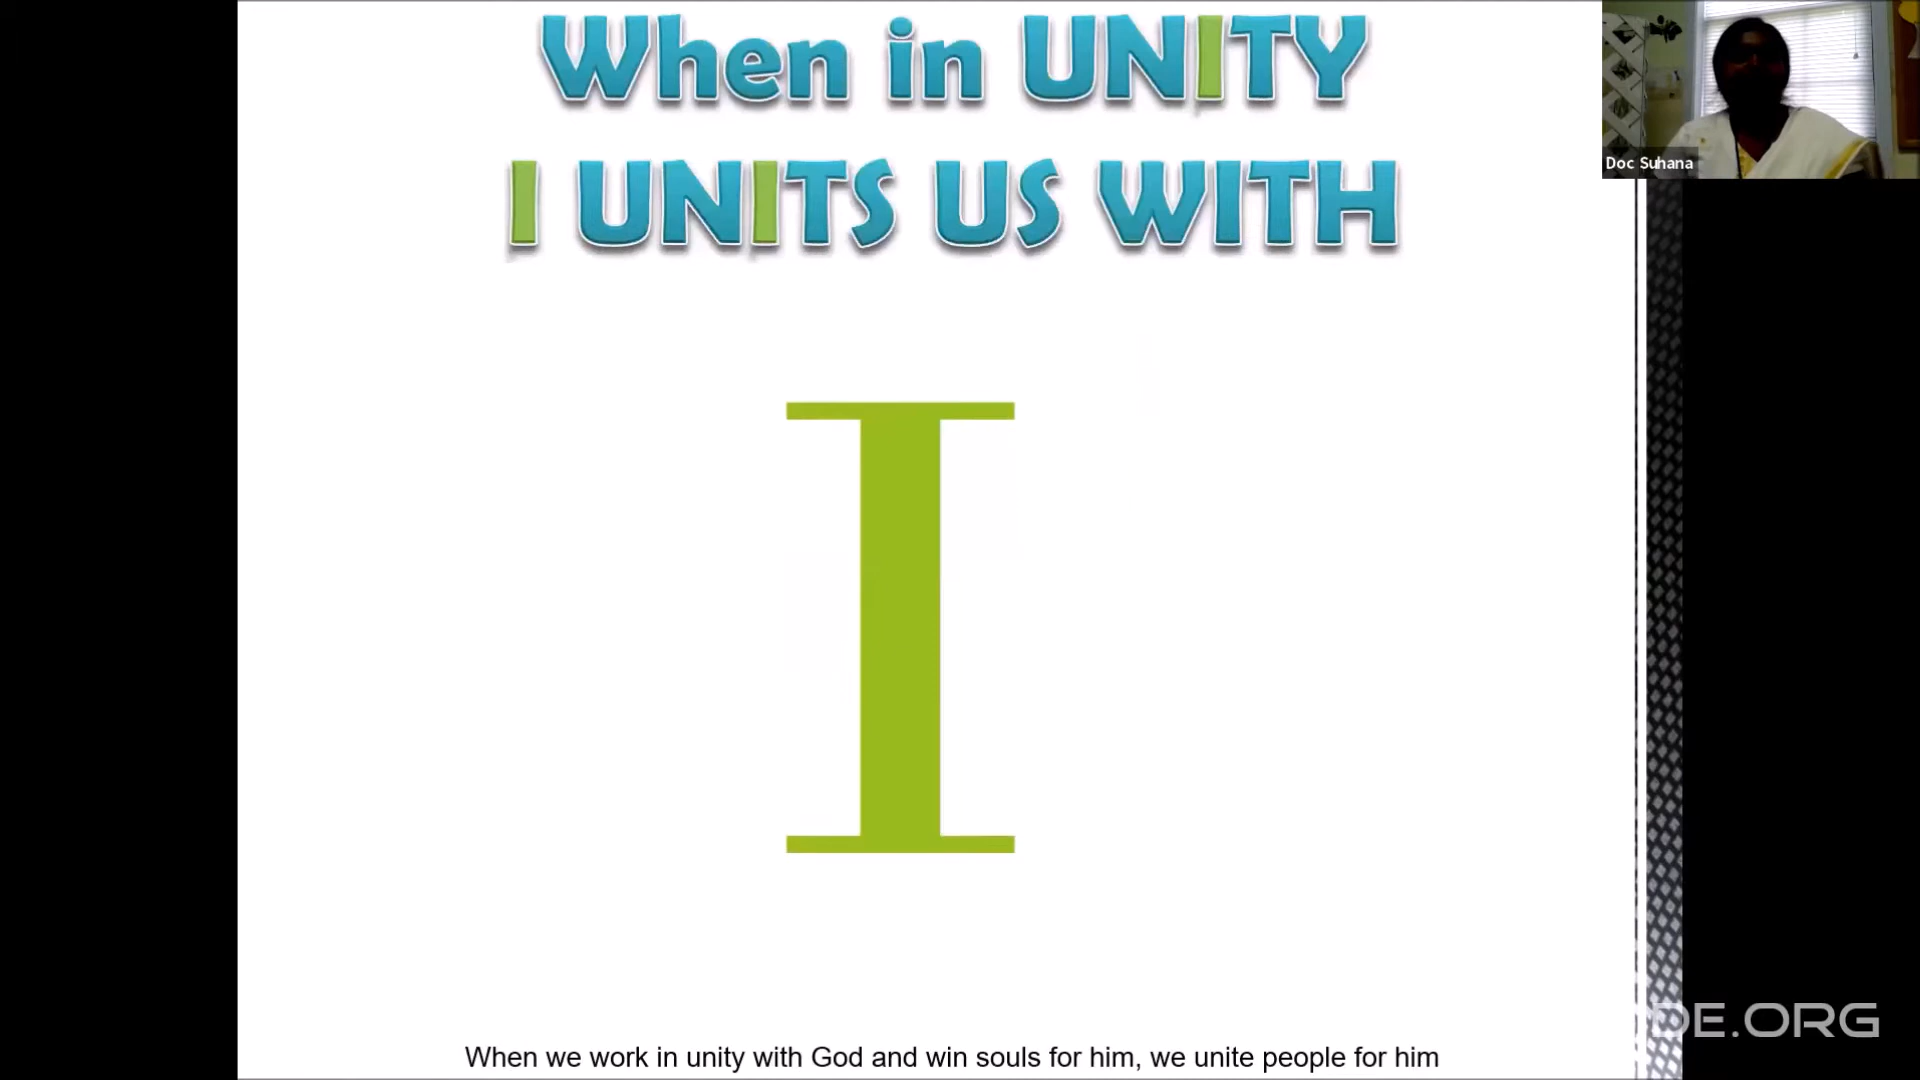 When in UNITY
I UNITS US WITH
I
Doc Suhana
DE.ORG
When we work in unity with God and win souls for him, we unite people for him